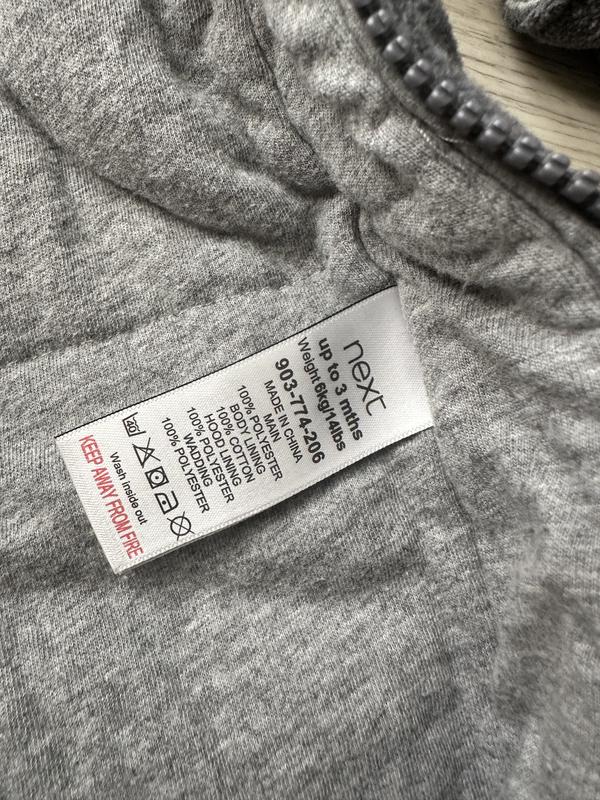 next
up to 3 mths
Weight 6kg/14lbs
903-774-206
MADE IN CHINA
MAIN
100% POLYESTER
BODY LINING
100% COTTON
HOOD LINING
100% POLYESTER
WADDING
100% POLYESTER
40
Wash inside out
KEEP AWAY FROM FIRE